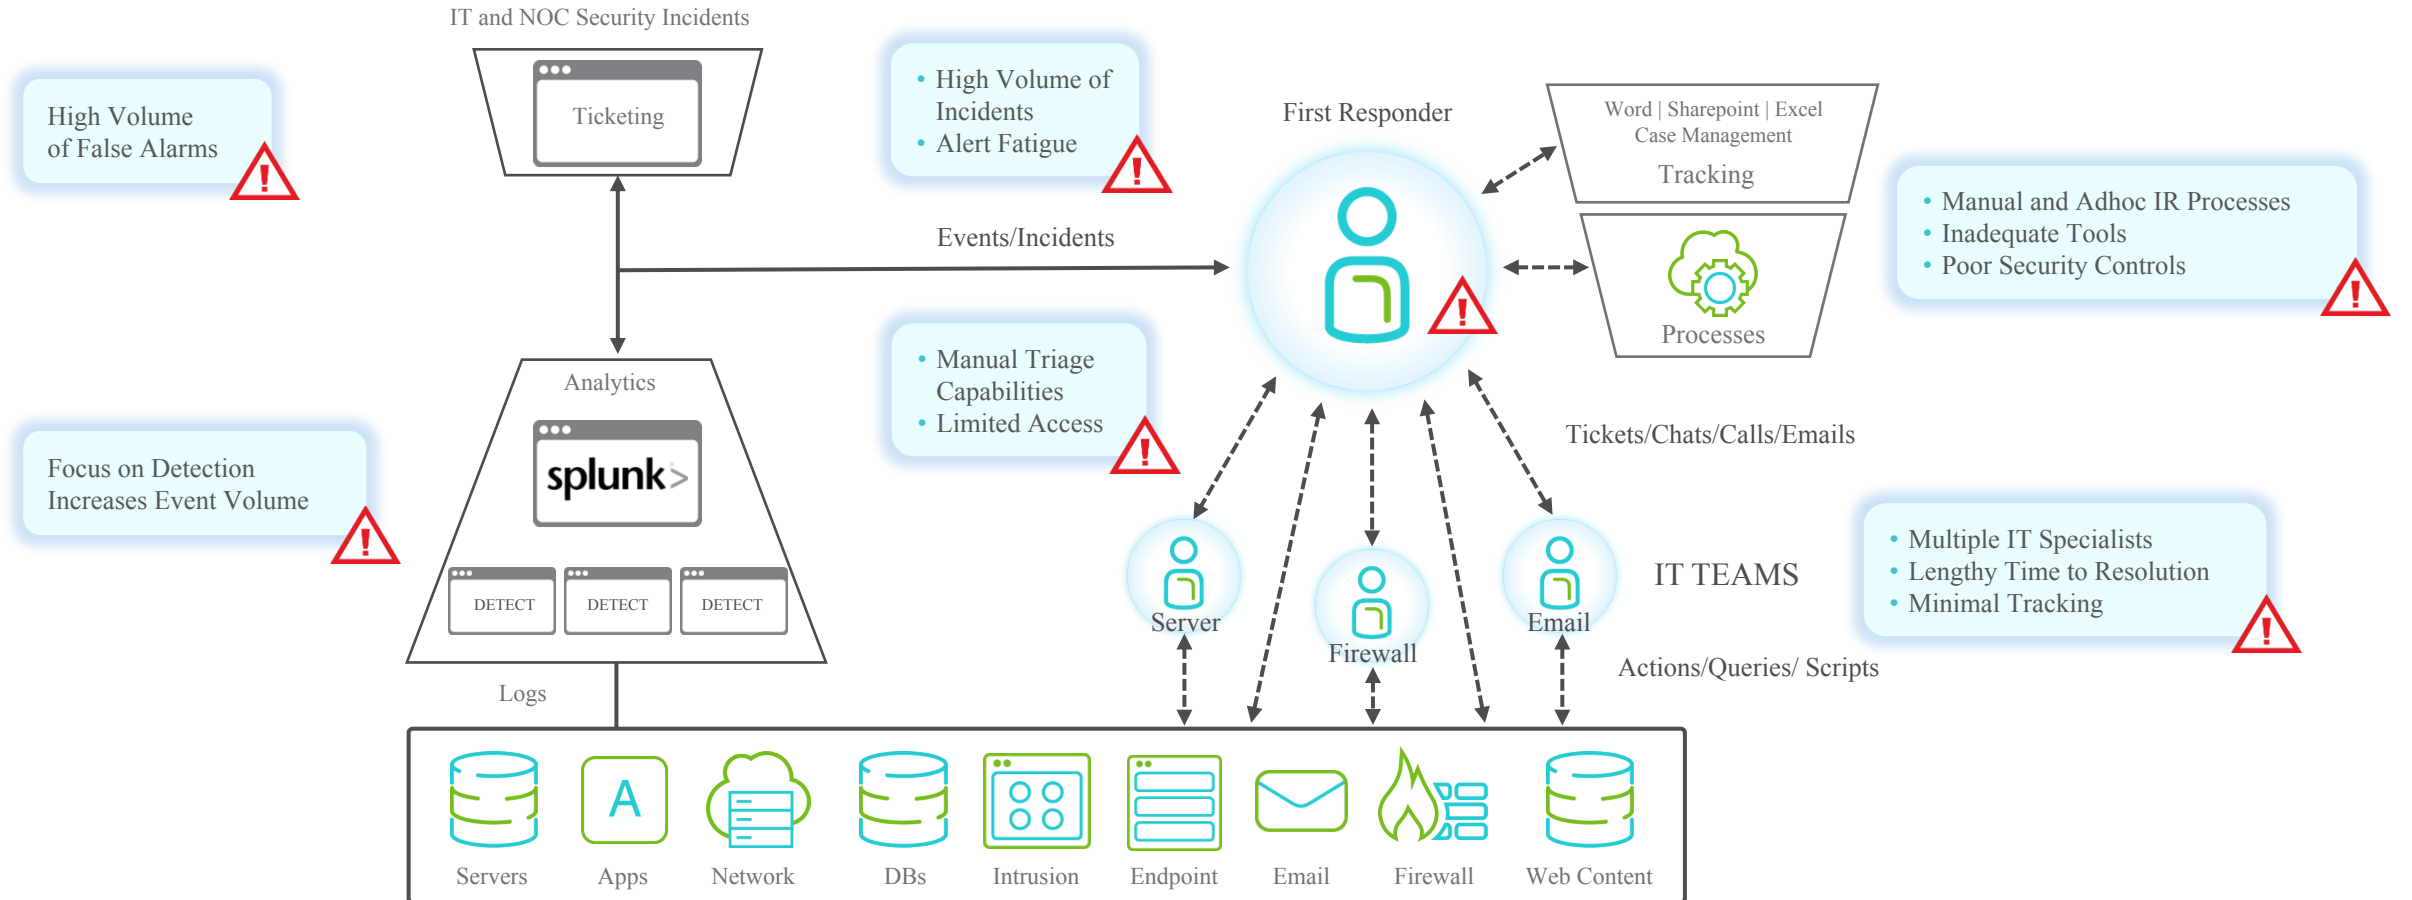 IT and NOC Security Incidents
Ticketing
High Volume
of False Alarms
• High Volume of
Incidents
• Alert Fatigue
First Responder
Word | Sharepoint | Excel
Case Management
Tracking
• Manual and Adhoc IR Processes
• Inadequate Tools
• Poor Security Controls
Events/Incidents
Processes
Analytics
splunk>
• Manual Triage
Capabilities
• Limited Access
Tickets/Chats/Calls/Emails
Focus on Detection
Increases Event Volume
DETECT
DETECT
DETECT
Server
Firewall
Email
IT TEAMS
• Multiple IT Specialists
• Lengthy Time to Resolution
• Minimal Tracking
Actions/Queries/ Scripts
Logs
A
Servers
Apps
Network
DBs
Intrusion
Endpoint
Email
Firewall
Web Content